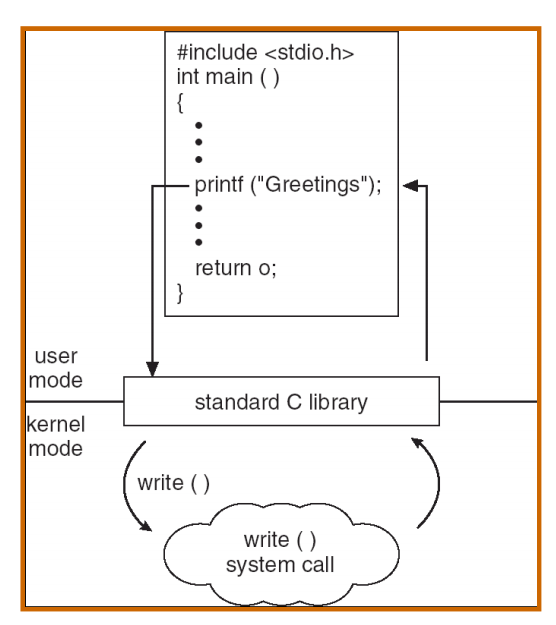 #include <stdio.h>
int main ( )
{
•
•
•
printf ("Greetings");
•
•
•
return o;
}
user
mode
standard C library
kernel
mode
write ( )
write ( )
system call